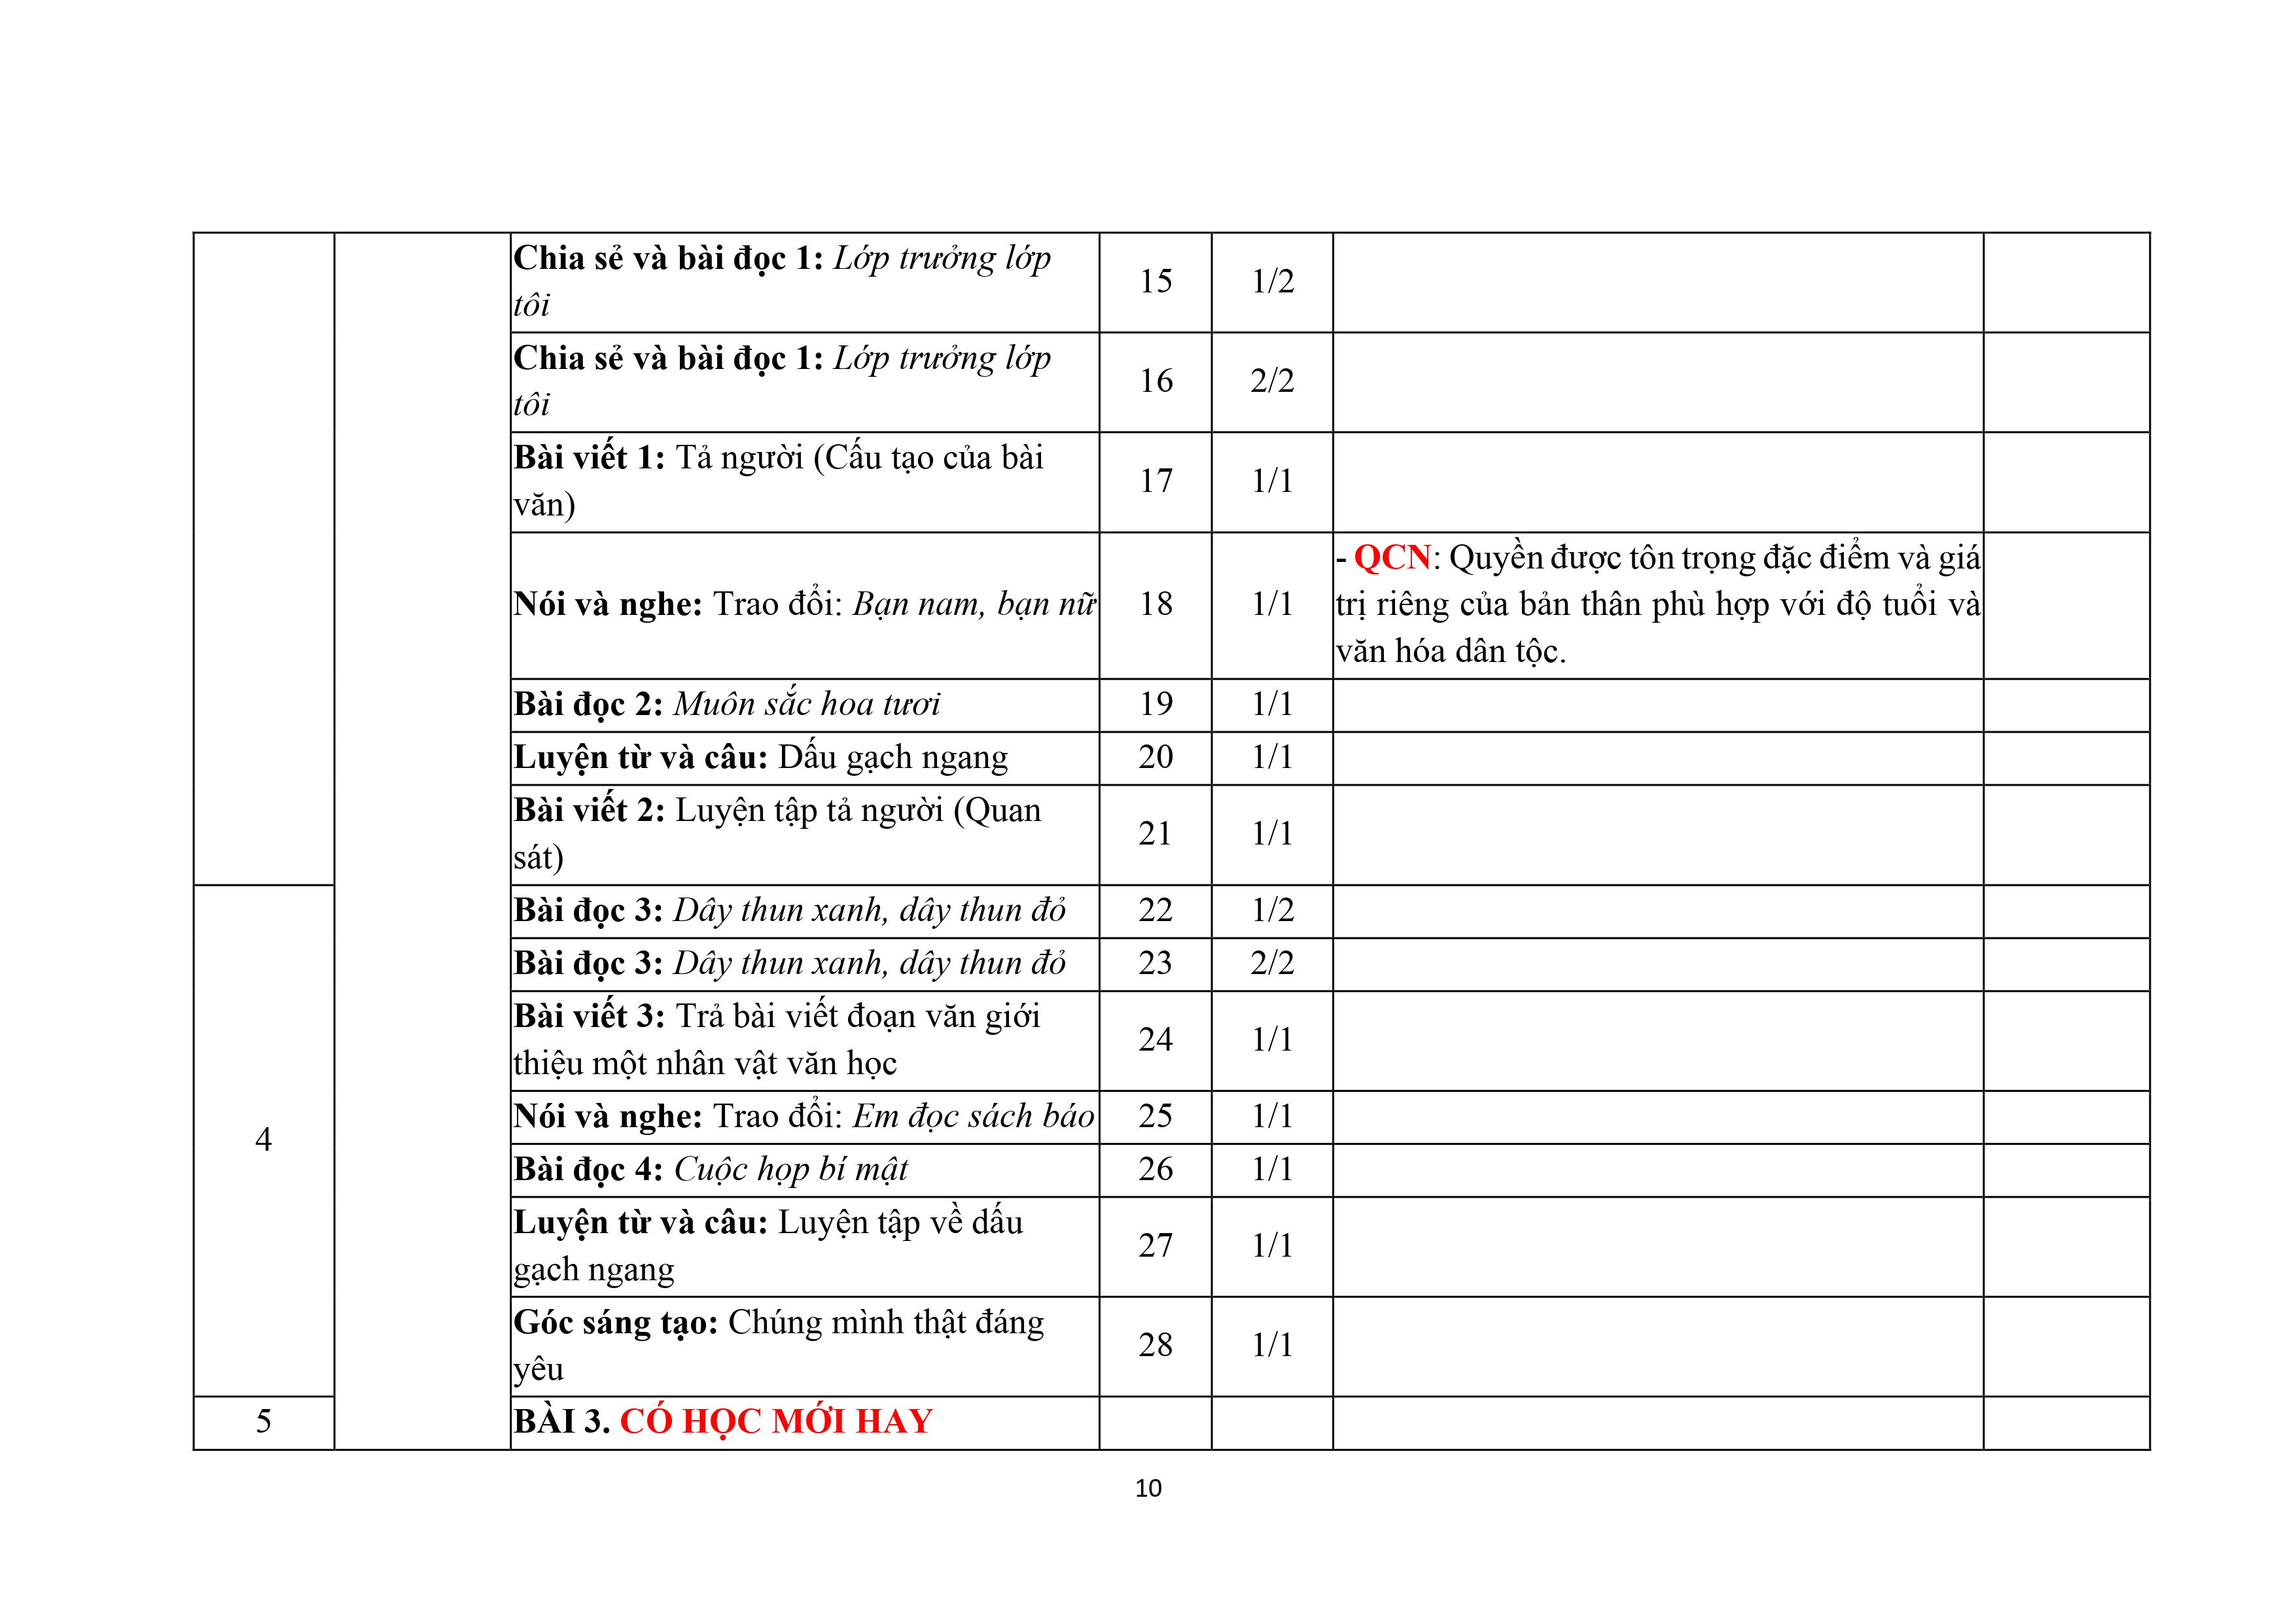 Chia sẻ và bài đọc 1: Lớp trưởng lớp
tôi
15
1/2
Chia sẻ và bài đọc 1: Lớp trưởng lớp
tôi
16
2/2
Bài viết 1: Tả người (Cấu tạo của bài
văn)
17
1/1
Nói và nghe: Trao đổi: Bạn nam, bạn nữ
18
1/1
- QCN: Quyền được tôn trọng đặc điểm và giá
trị riêng của bản thân phù hợp với độ tuổi và
văn hóa dân tộc.
Bài đọc 2: Muôn sắc hoa tươi
19
1/1
Luyện từ và câu: Dấu gạch ngang
20
1/1
Bài viết 2: Luyện tập tả người (Quan
sát)
21
1/1
4
Bài đọc 3: Dây thun xanh, dây thun đỏ
22
1/2
Bài đọc 3: Dây thun xanh, dây thun đỏ
23
2/2
Bài viết 3: Trả bài viết đoạn văn giới
thiệu một nhân vật văn học
24
1/1
Nói và nghe: Trao đổi: Em đọc sách báo
25
1/1
Bài đọc 4: Cuộc họp bí mật
26
1/1
Luyện từ và câu: Luyện tập về dấu
gạch ngang
27
1/1
Góc sáng tạo: Chúng mình thật đáng
yêu
28
1/1
5
BÀI 3. CÓ HỌC MỚI HAY
10